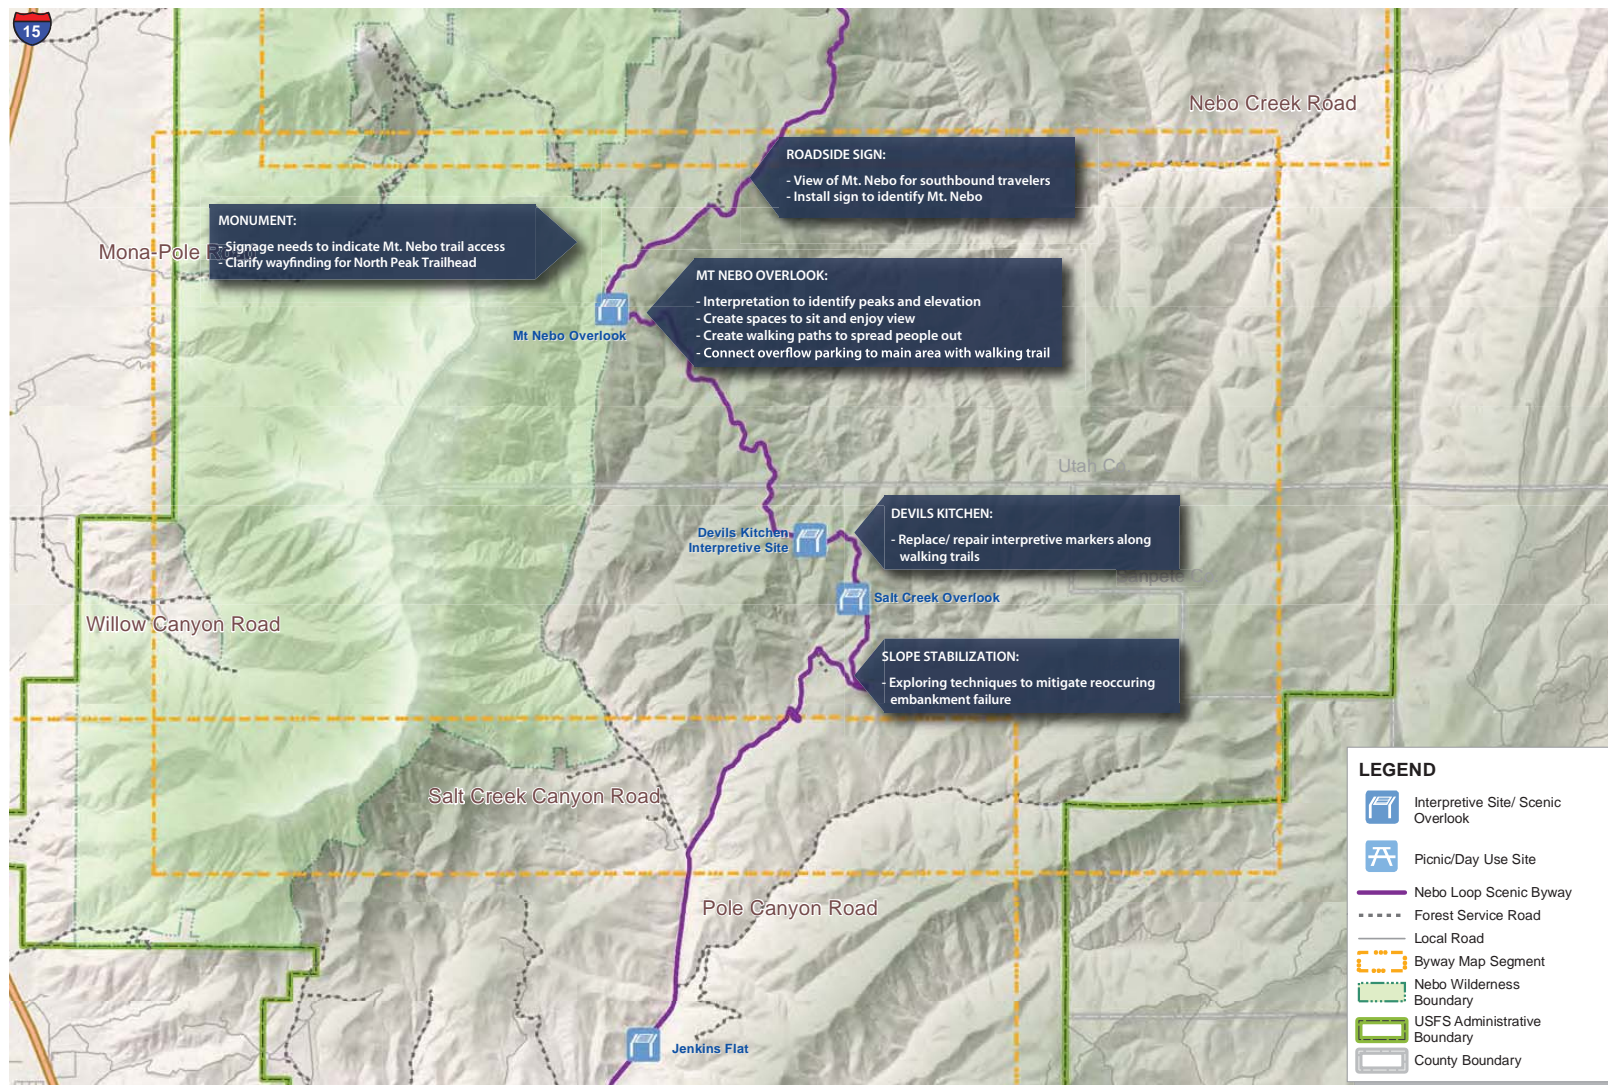 15
Nebo Creek Road
ROADSIDE SIGN:
- View of Mt. Nebo for southbound travelers
- Install sign to identify Mt. Nebo
MONUMENT:
- Signage needs to indicate Mt. Nebo trail access
- Clarify wayfinding for North Peak Trailhead
Mona-Pole Road
MT NEBO OVERLOOK:
- Interpretation to identify peaks and elevation
- Create spaces to sit and enjoy view
- Create walking paths to spread people out
- Connect overflow parking to main area with walking trail
Mt Nebo Overlook
Utah Co
DEVILS KITCHEN:
- Replace/ repair interpretive markers along
walking trails
Devils Kitchen
Interpretive Site
Sanpete
Salt Creek Overlook
Willow Canyon Road
SLOPE STABILIZATION:
- Exploring techniques to mitigate reoccuring
embankment failure
Salt Creek Canyon Road
Pole Canyon Road
Jenkins Flat
LEGEND
Interpretive Site/ Scenic
Overlook
Picnic/Day Use Site
Nebo Loop Scenic Byway
Forest Service Road
Local Road
Byway Map Segment
Nebo Wilderness
Boundary
USFS Administrative
Boundary
County Boundary